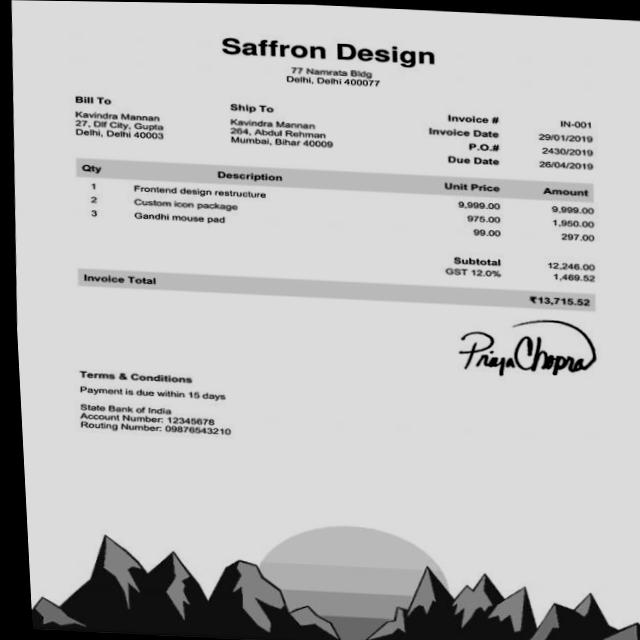 Saffron Design
77 Namrata Bldg
Delhi, Delhi 400077
Bill To
Kavindra Mannan
27, Dlf City, Gupta
Delhi, Delhi 40003
Ship To
Kavindra Mannan
264, Abdul Rehman
Mumbai, Bihar 40009
Invoice # IN-001
Invoice Date 29/01/2019
P.O.# 2430/2019
Due Date 26/04/2019
Qty Description Unit Price Amount
1 Frontend design restructure 9,999.00 9,999.00
2 Custom icon package 975.00 1,950.00
3 Gandhi mouse pad 99.00 297.00
Subtotal 12,246.00
GST 12.0% 1,469.52
Invoice Total ₹13,715.52
Priya Chopra
Terms & Conditions
Payment is due within 15 days
State Bank of India
Account Number: 12345678
Routing Number: 09876543210